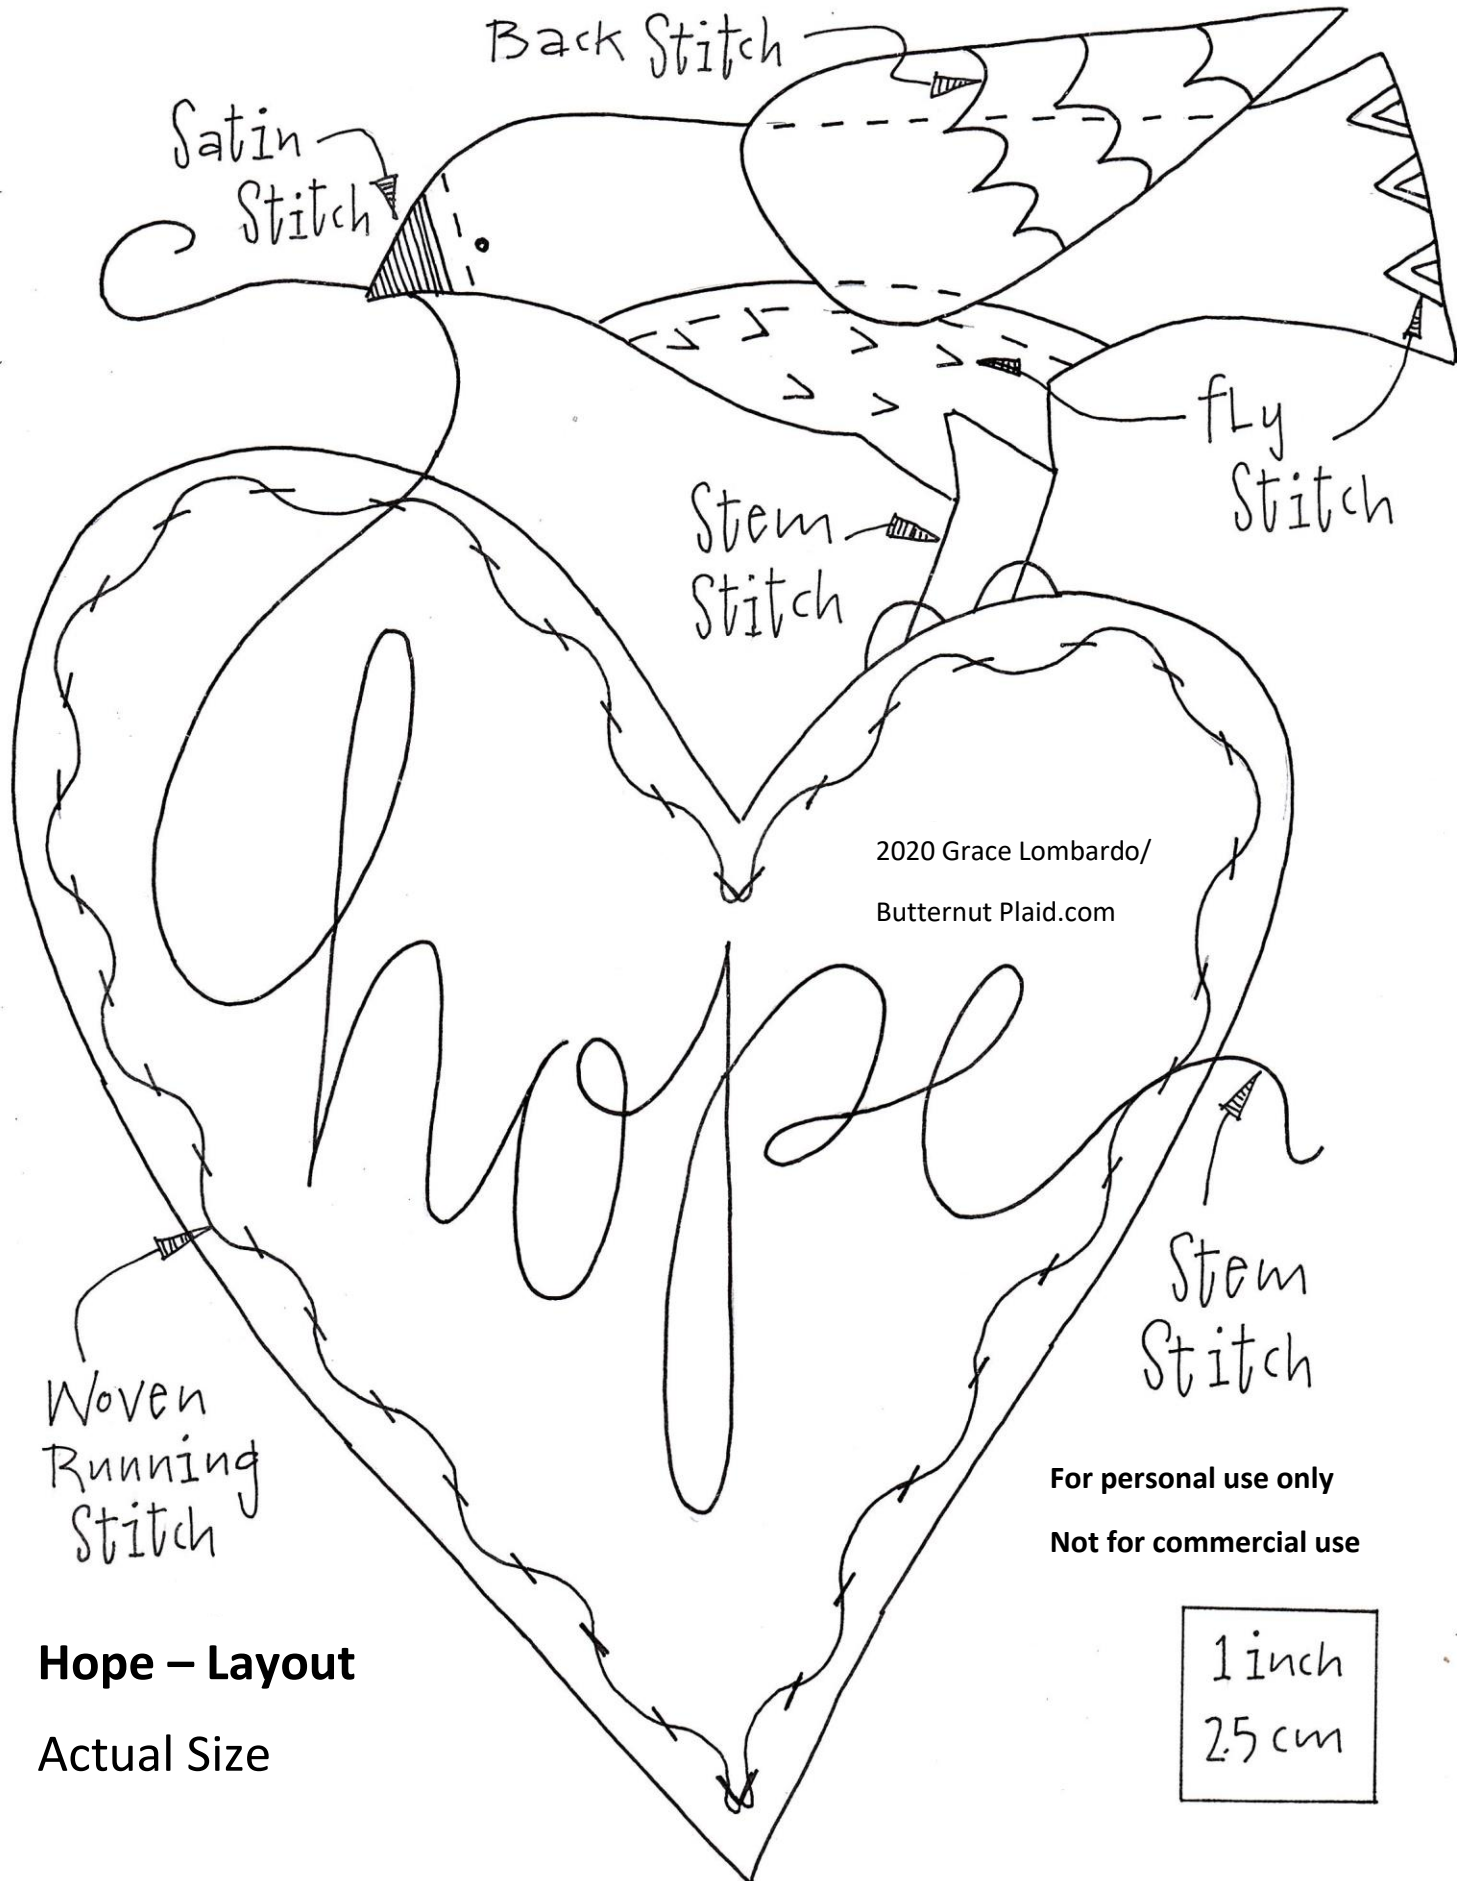 Back Stitch
Satin
Stitch
fLy
Stitch
Stem
Stitch
2020 Grace Lombardo/
Butternut Plaid.com
hope
Stem
Stitch
Woven
Running
Stitch
For personal use only
Not for commercial use
Hope – Layout
Actual Size
1 inch
2.5 cm